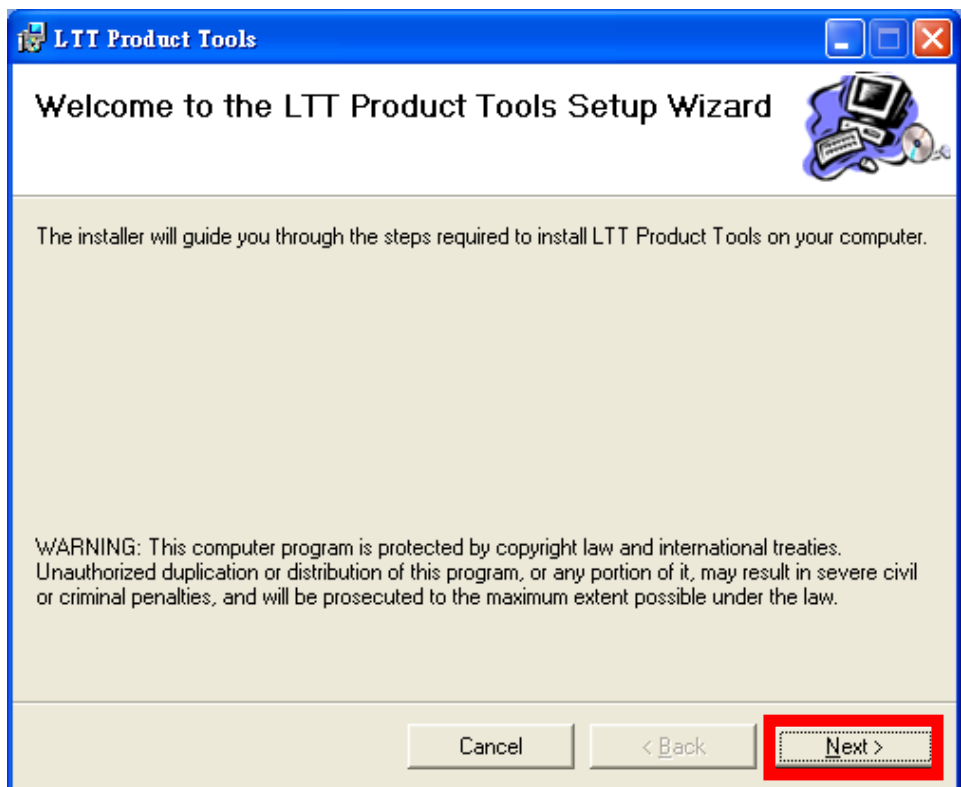 LTT Product Tools
Welcome to the LTT Product Tools Setup Wizard
The installer will guide you through the steps required to install LTT Product Tools on your computer.
WARNING: This computer program is protected by copyright law and international treaties.
Unauthorized duplication or distribution of this program, or any portion of it, may result in severe civil
or criminal penalties, and will be prosecuted to the maximum extent possible under the law.
Cancel
< Back
Next >